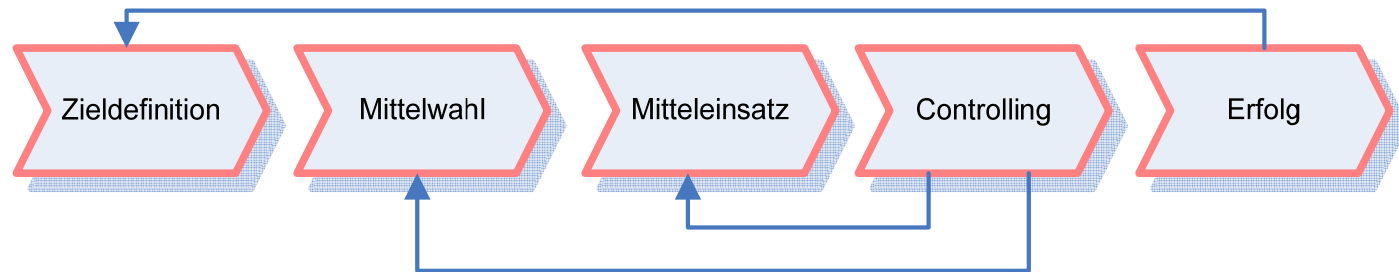 Zieldefinition
Mittelwahl
Mitteleinsatz
Controlling
Erfolg